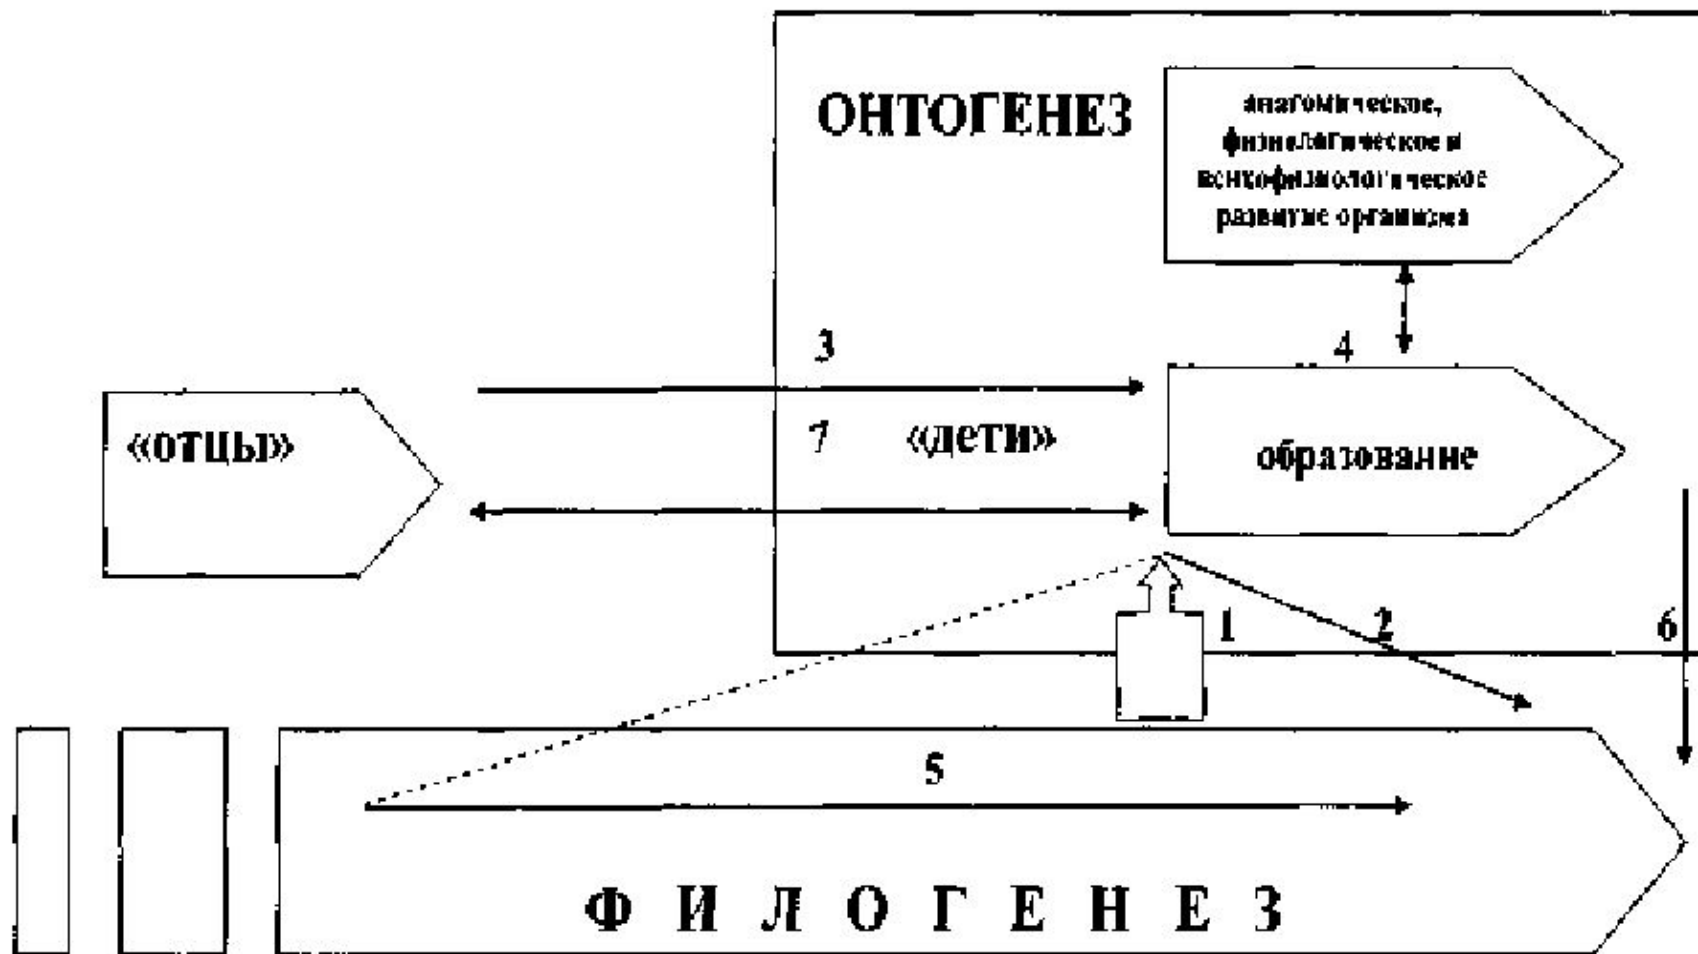 ОНТОГЕНЕЗ
анатомическое,
физиологическое и
психофизиологическое
развитие организма
3
4
«отцы»
7
«дети»
образование
1
2
6
5
ФИЛОГЕНЕЗ